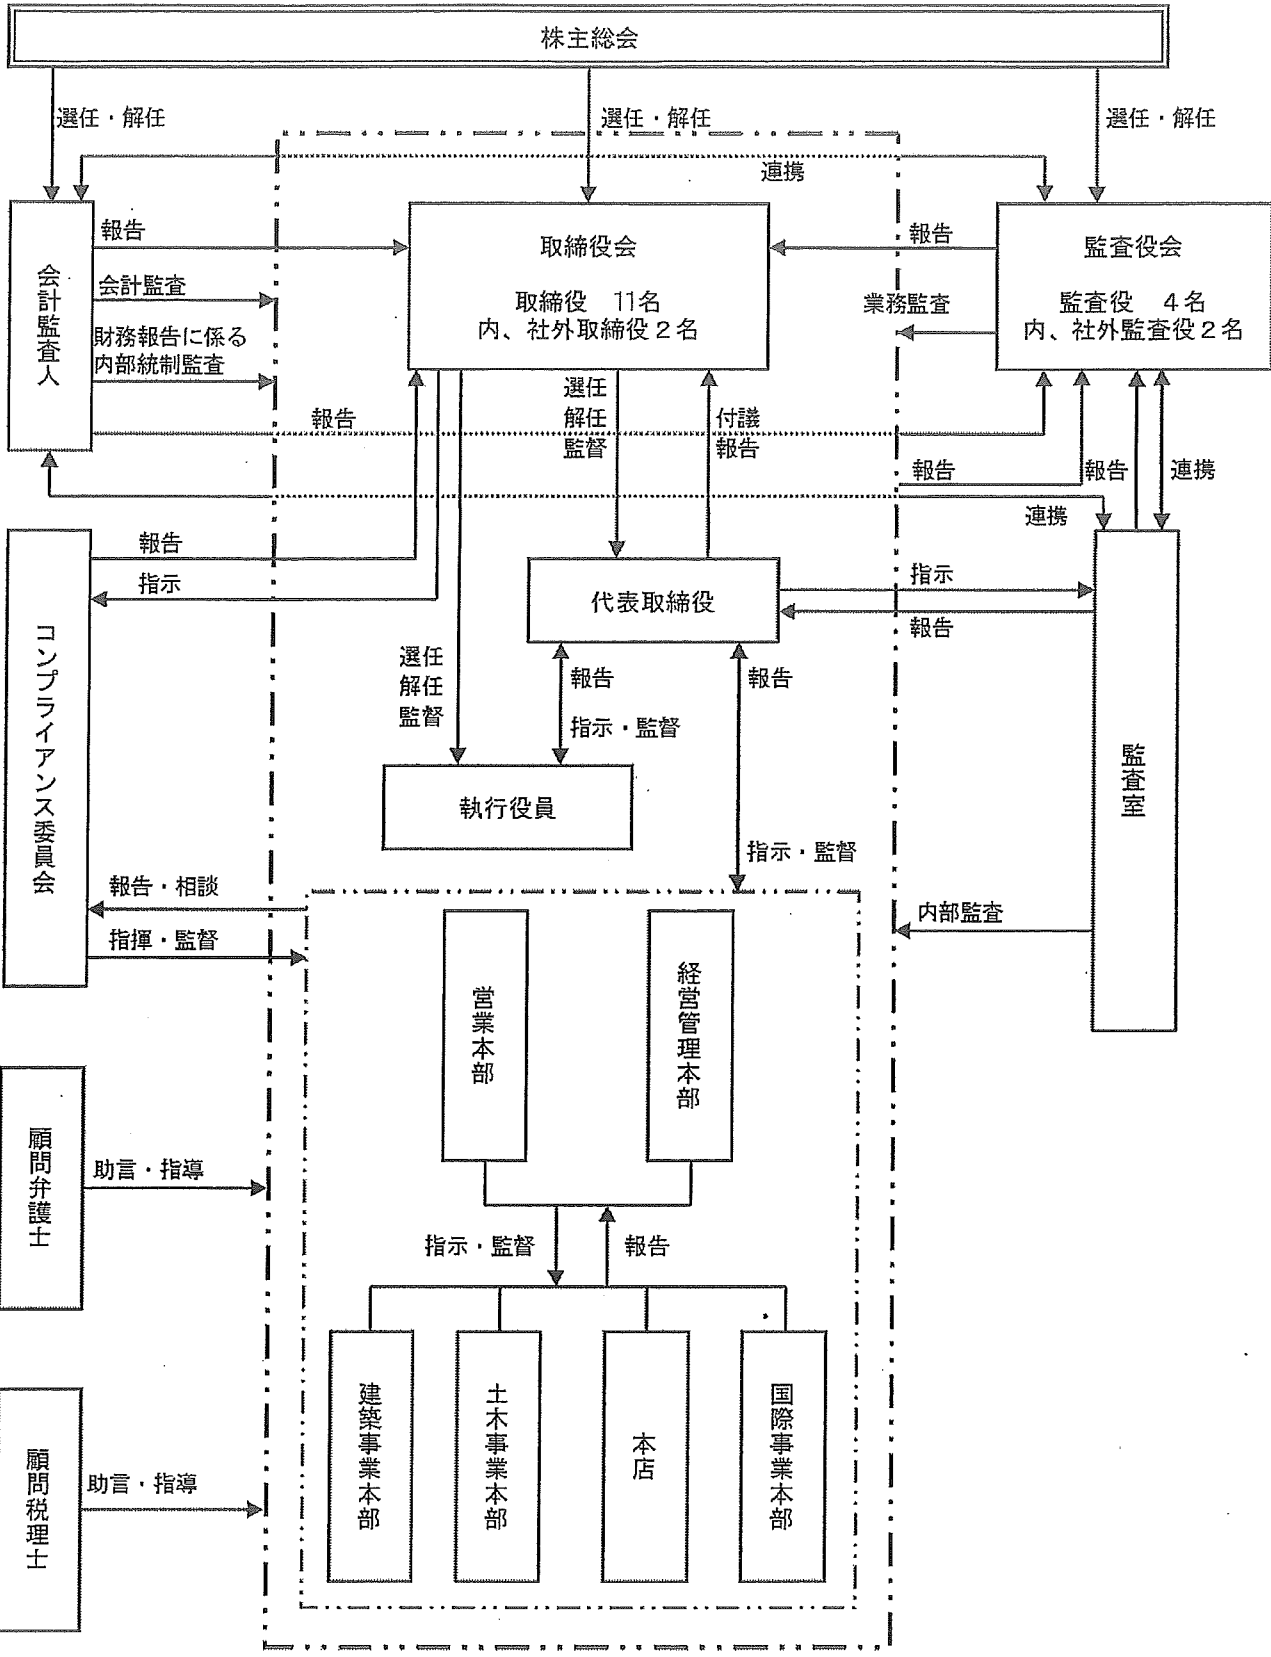 株主総会
選任・解任
選任・解任
選任・解任
連携
会計監査人
報告
会計監査
財務報告に係る
内部統制監査
報告
取締役会
取締役 11名
内、社外取締役2名
報告
業務監査
監査役会
監査役 4名
内、社外監査役2名
選任
解任
監督
付議
報告
報告
報告
連携
連携
コンプライアンス委員会
報告
指示
代表取締役
指示
報告
選任
解任
監督
報告
指示・監督
報告
指示・監督
執行役員
監査室
報告・相談
指揮・監督
内部監査
営業本部
経営管理本部
顧問弁護士
助言・指導
指示・監督
報告
建築事業本部
土木事業本部
本店
国際事業本部
顧問税理士
助言・指導